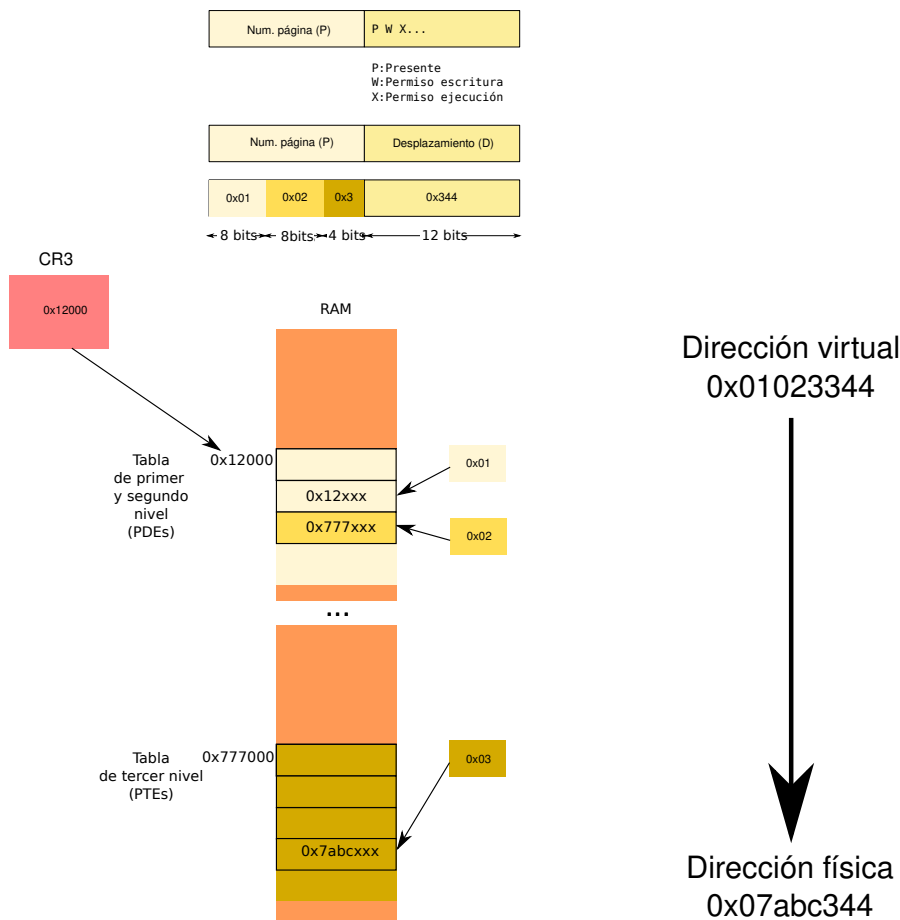 Num. página (P)
P W X...
P:Presente
W:Permiso escritura
X:Permiso ejecución
Num. página (P)
Desplazamiento (D)
0x01
0x02
0x3
0x344
8 bits
8bits
4 bits
12 bits
CR3
0x12000
RAM
Dirección virtual
0x01023344
Tabla
de primer
y segundo
nivel
(PDEs)
0x12000
0x01
0x12xxx
0x777xxx
0x02
...
Tabla
de tercer nivel
(PTEs)
0x777000
0x03
0x7abcxxx
Dirección física
0x07abc344